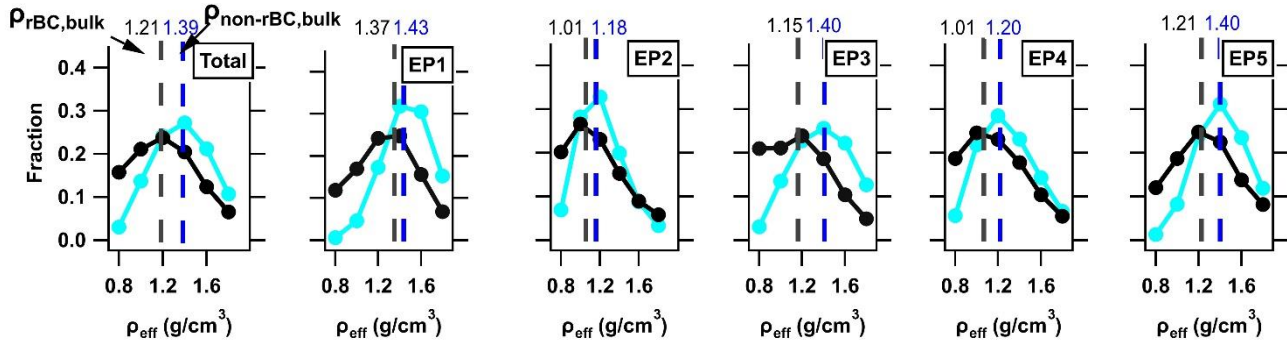 ρrBC,bulk 1.21 1.39 ρnon-rBC,bulk 1.37 1.43 1.01 1.18 1.15 1.40 1.01 1.20 1.21 1.40
Total EP1 EP2 EP3 EP4 EP5
Fraction
0.4
0.3
0.2
0.1
0.0
0.8 1.2 1.6 0.8 1.2 1.6 0.8 1.2 1.6 0.8 1.2 1.6 0.8 1.2 1.6 0.8 1.2 1.6
ρeff (g/cm³) ρeff (g/cm³) ρeff (g/cm³) ρeff (g/cm³) ρeff (g/cm³) ρeff (g/cm³)